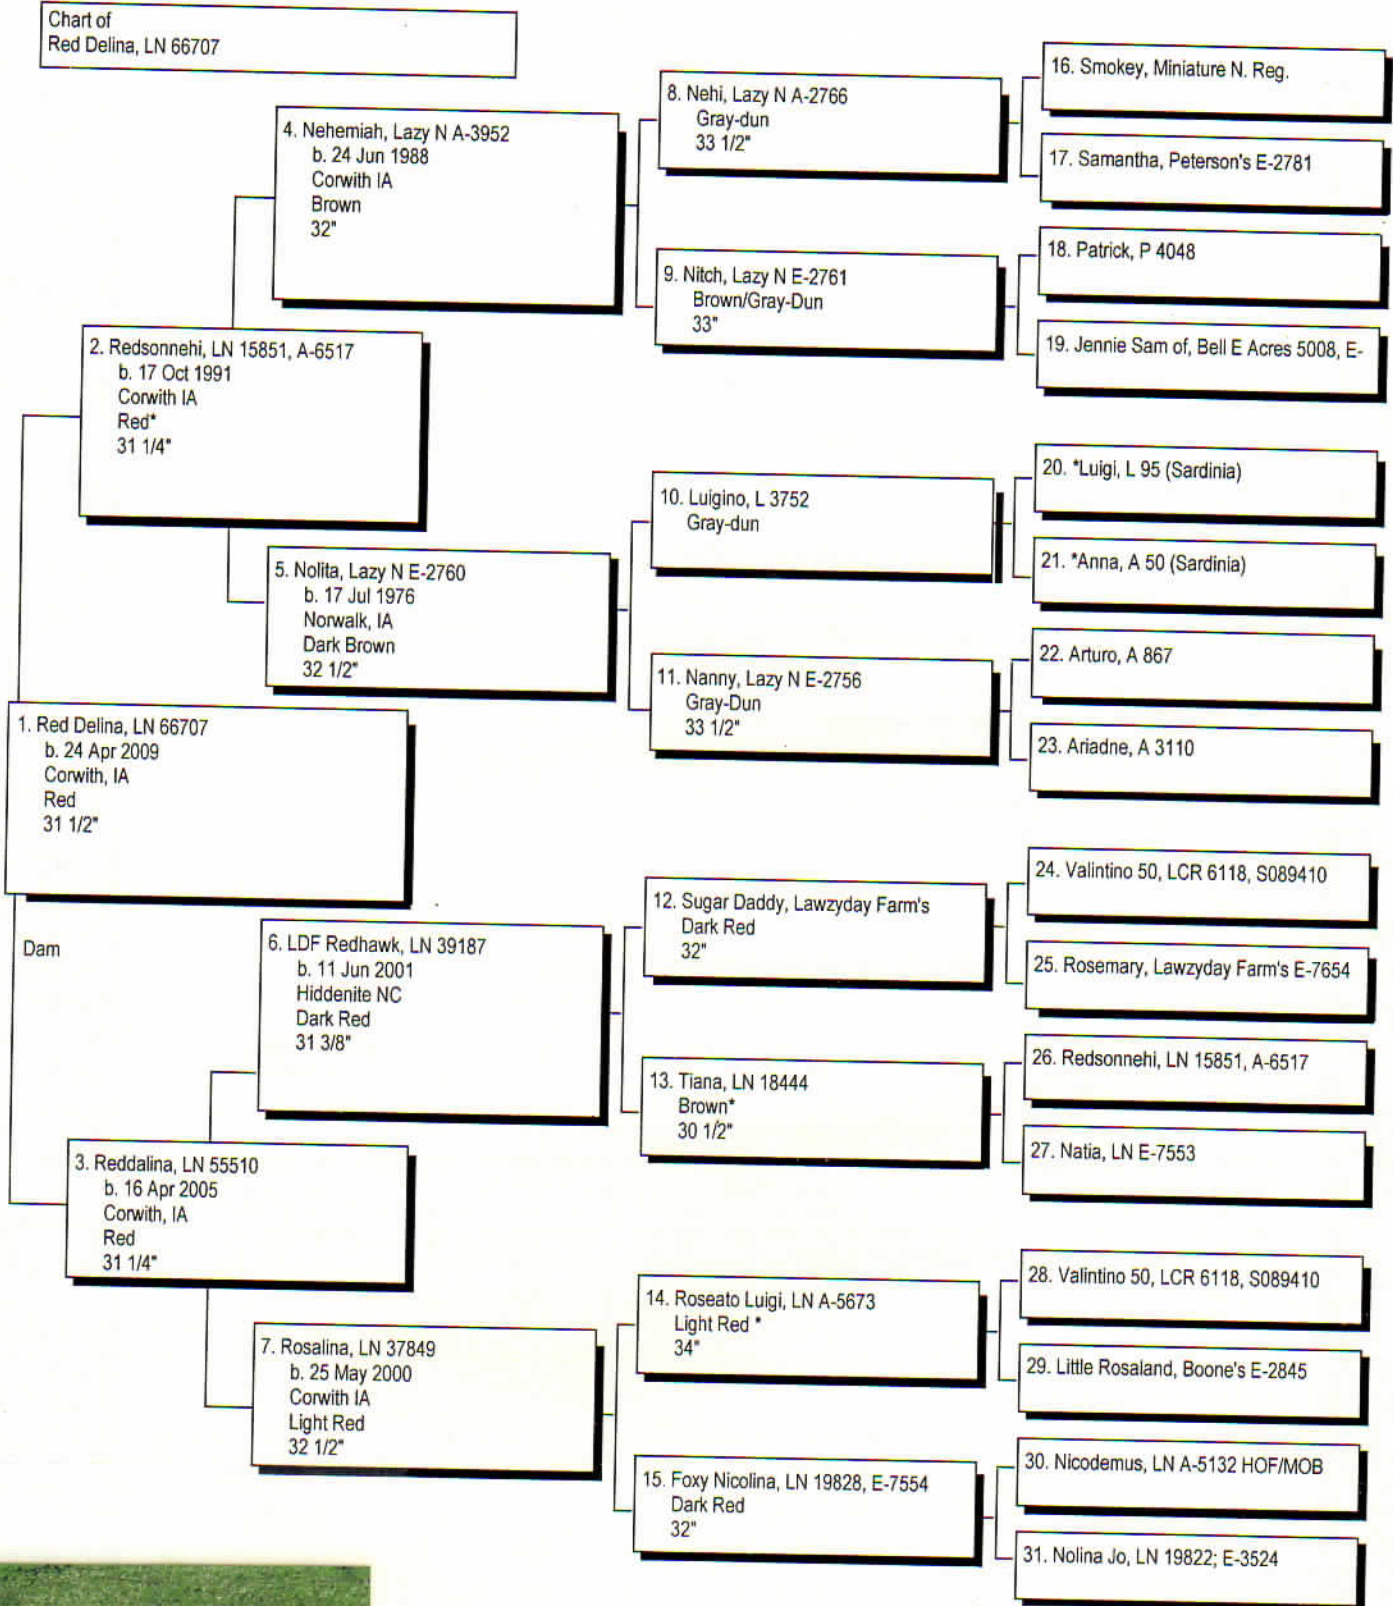 Chart of
Red Delina, LN 66707
1. Red Delina, LN 66707
b. 24 Apr 2009
Corwith, IA
Red
31 1/2"
Dam
2. Redsonnehi, LN 15851, A-6517
b. 17 Oct 1991
Corwith IA
Red*
31 1/4"
3. Reddalina, LN 55510
b. 16 Apr 2005
Corwith, IA
Red
31 1/4"
4. Nehemiah, Lazy N A-3952
b. 24 Jun 1988
Corwith IA
Brown
32"
5. Nolita, Lazy N E-2760
b. 17 Jul 1976
Norwalk, IA
Dark Brown
32 1/2"
6. LDF Redhawk, LN 39187
b. 11 Jun 2001
Hiddenite NC
Dark Red
31 3/8"
7. Rosalina, LN 37849
b. 25 May 2000
Corwith IA
Light Red
32 1/2"
8. Nehi, Lazy N A-2766
Gray-dun
33 1/2"
9. Nitch, Lazy N E-2761
Brown/Gray-Dun
33"
10. Luigino, L 3752
Gray-dun
11. Nanny, Lazy N E-2756
Gray-Dun
33 1/2"
12. Sugar Daddy, Lawzyday Farm's
Dark Red
32"
13. Tiana, LN 18444
Brown*
30 1/2"
14. Roseato Luigi, LN A-5673
Light Red *
34"
15. Foxy Nicolina, LN 19828, E-7554
Dark Red
32"
16. Smokey, Miniature N. Reg.
17. Samantha, Peterson's E-2781
18. Patrick, P 4048
19. Jennie Sam of, Bell E Acres 5008, E-
20. *Luigi, L 95 (Sardinia)
21. *Anna, A 50 (Sardinia)
22. Arturo, A 867
23. Ariadne, A 3110
24. Valintino 50, LCR 6118, S089410
25. Rosemary, Lawzyday Farm's E-7654
26. Redsonnehi, LN 15851, A-6517
27. Natia, LN E-7553
28. Valintino 50, LCR 6118, S089410
29. Little Rosaland, Boone's E-2845
30. Nicodemus, LN A-5132 HOF/MOB
31. Nolina Jo, LN 19822; E-3524